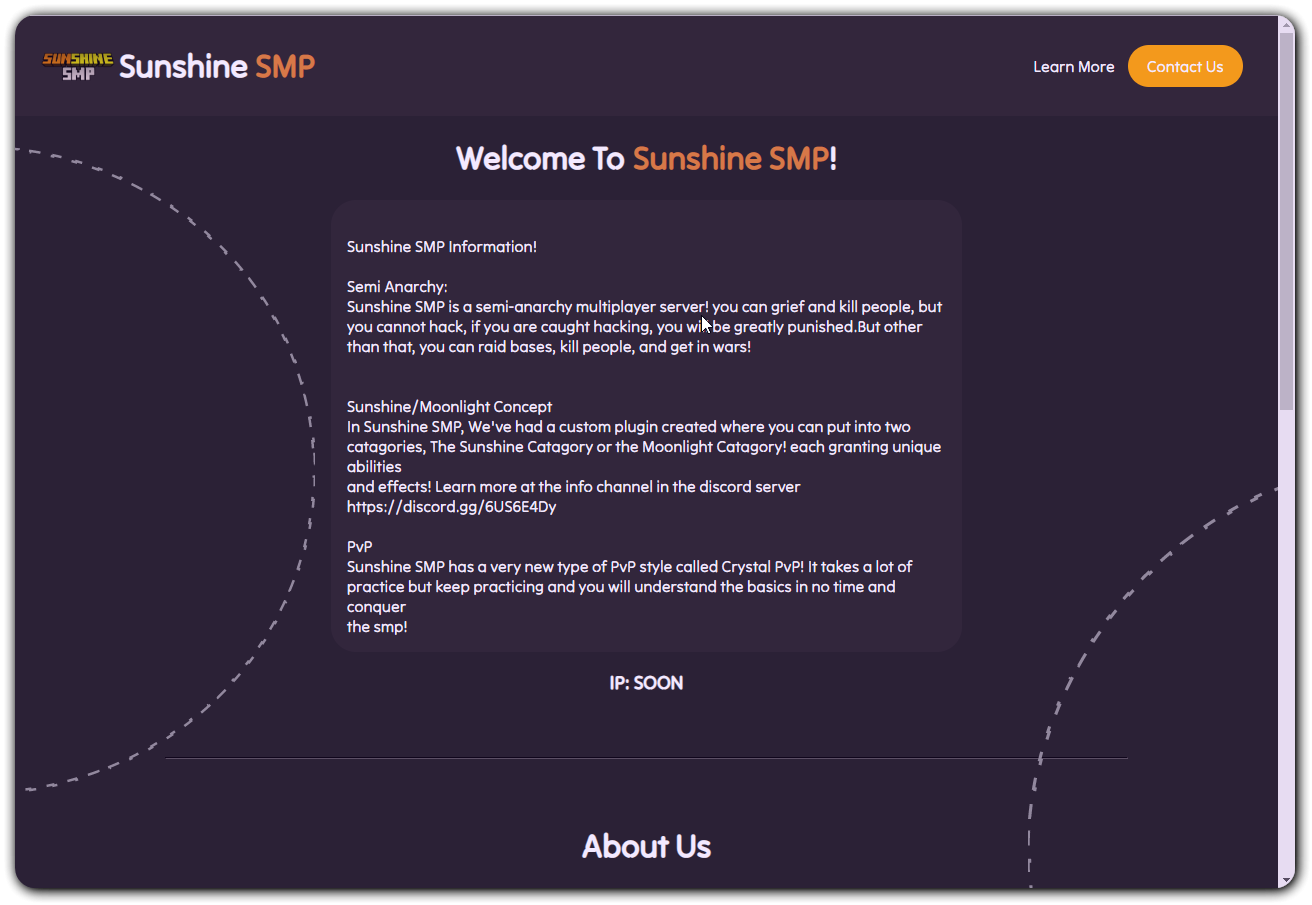 SUNSHINE
SMP
Sunshine SMP
Learn More
Contact Us
Welcome To Sunshine SMP!
Sunshine SMP Information!
Semi Anarchy:
Sunshine SMP is a semi-anarchy multiplayer server! you can grief and kill people, but
you cannot hack, if you are caught hacking, you will be greatly punished.But other
than that, you can raid bases, kill people, and get in wars!
Sunshine/Moonlight Concept
In Sunshine SMP, We've had a custom plugin created where you can put into two
catagories, The Sunshine Catagory or the Moonlight Catagory! each granting unique
abilities
and effects! Learn more at the info channel in the discord server
https://discord.gg/6US6E4Dy
PvP
Sunshine SMP has a very new type of PvP style called Crystal PvP! It takes a lot of
practice but keep practicing and you will understand the basics in no time and
conquer
the smp!
IP: SOON
About Us